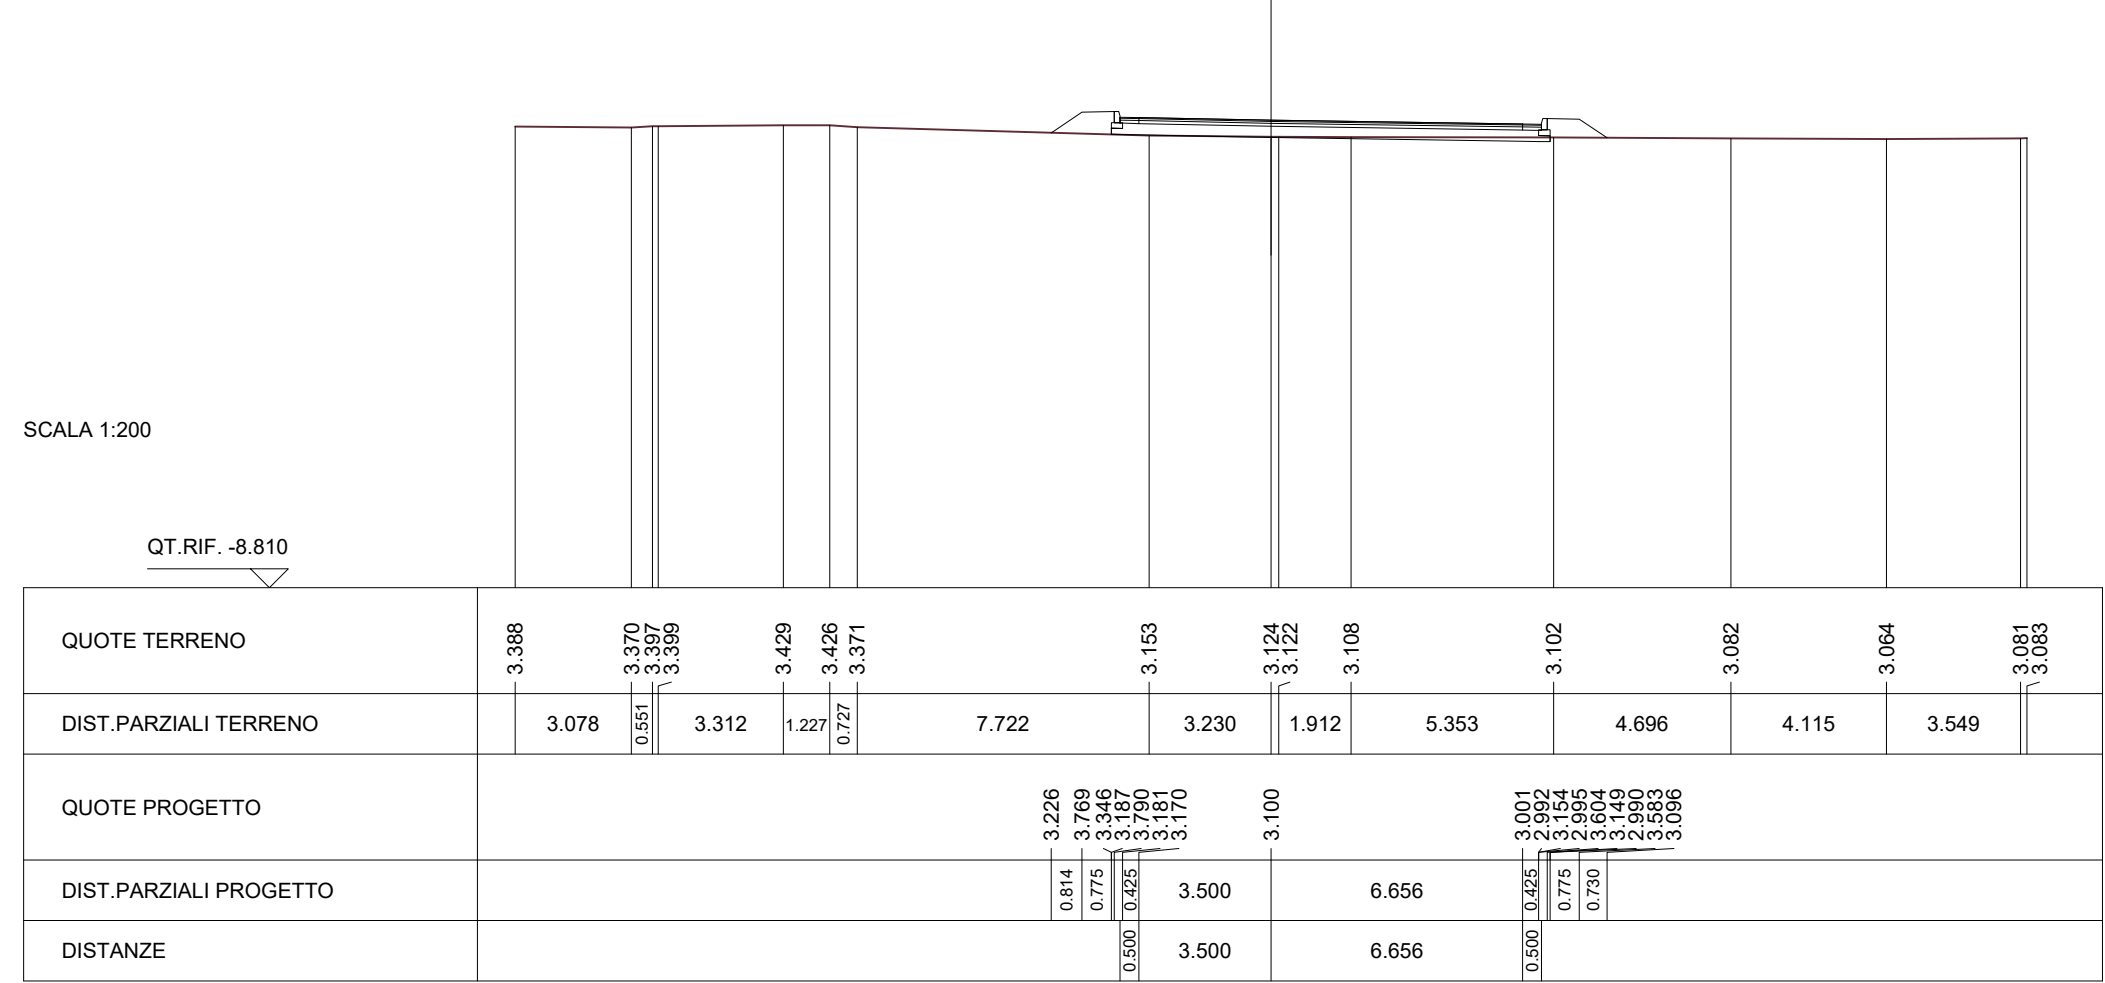 SCALA 1:200
QT.RIF. -8.810
QUOTE TERRENO
3.388 3.370 3.397 3.399 3.429 3.426 3.371 3.153 3.124 3.122 3.108 3.102 3.082 3.064 3.081 3.083
DIST.PARZIALI TERRENO
3.078 0.551 3.312 1.227 0.727 7.722 3.230 1.912 5.353 4.696 4.115 3.549
QUOTE PROGETTO
3.226 3.769 3.346 3.187 3.790 3.181 3.170 3.100 3.001 2.992 3.154 2.995 3.604 3.149 2.990 3.583 3.096
DIST.PARZIALI PROGETTO
0.814 0.775 0.425 3.500 6.656 0.425 0.775 0.730
DISTANZE
0.500 3.500 6.656 0.500